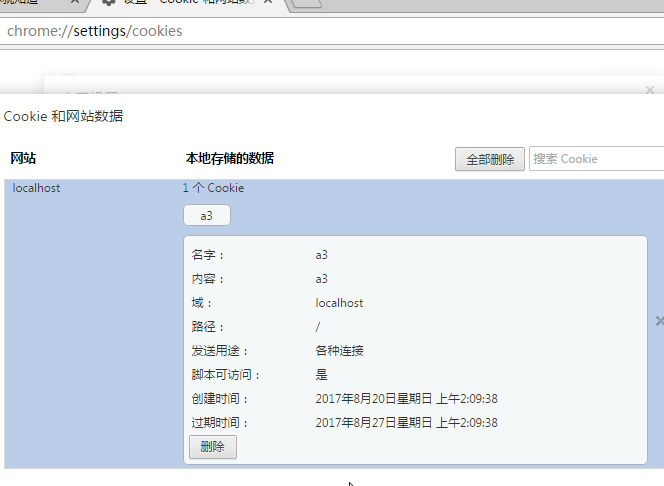 设置 - Cookie 和网站数据
chrome://settings/cookies
Cookie 和网站数据
网站 本地存储的数据 全部删除 搜索 Cookie
localhost 1 个 Cookie
a3
名字： a3
内容： a3
域： localhost
路径： /
发送用途： 各种连接
脚本可访问： 是
创建时间： 2017年8月20日星期日 上午2:09:38
过期时间： 2017年8月27日星期日 上午2:09:38
删除